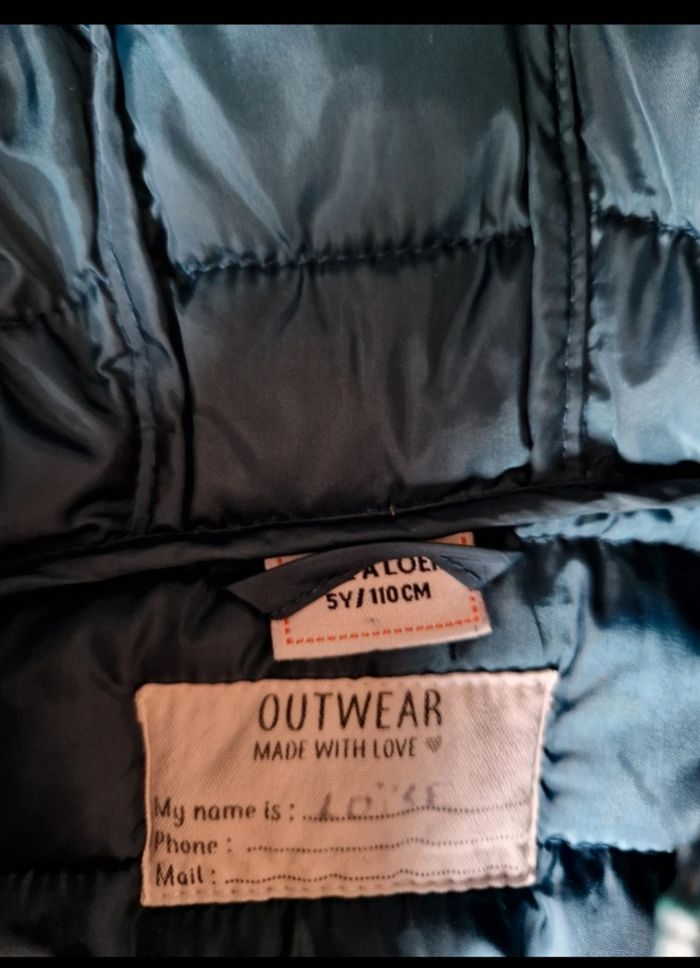 5Y/110CM
OUTWEAR
MADE WITH LOVE
My name is :
Phone :
Mail :